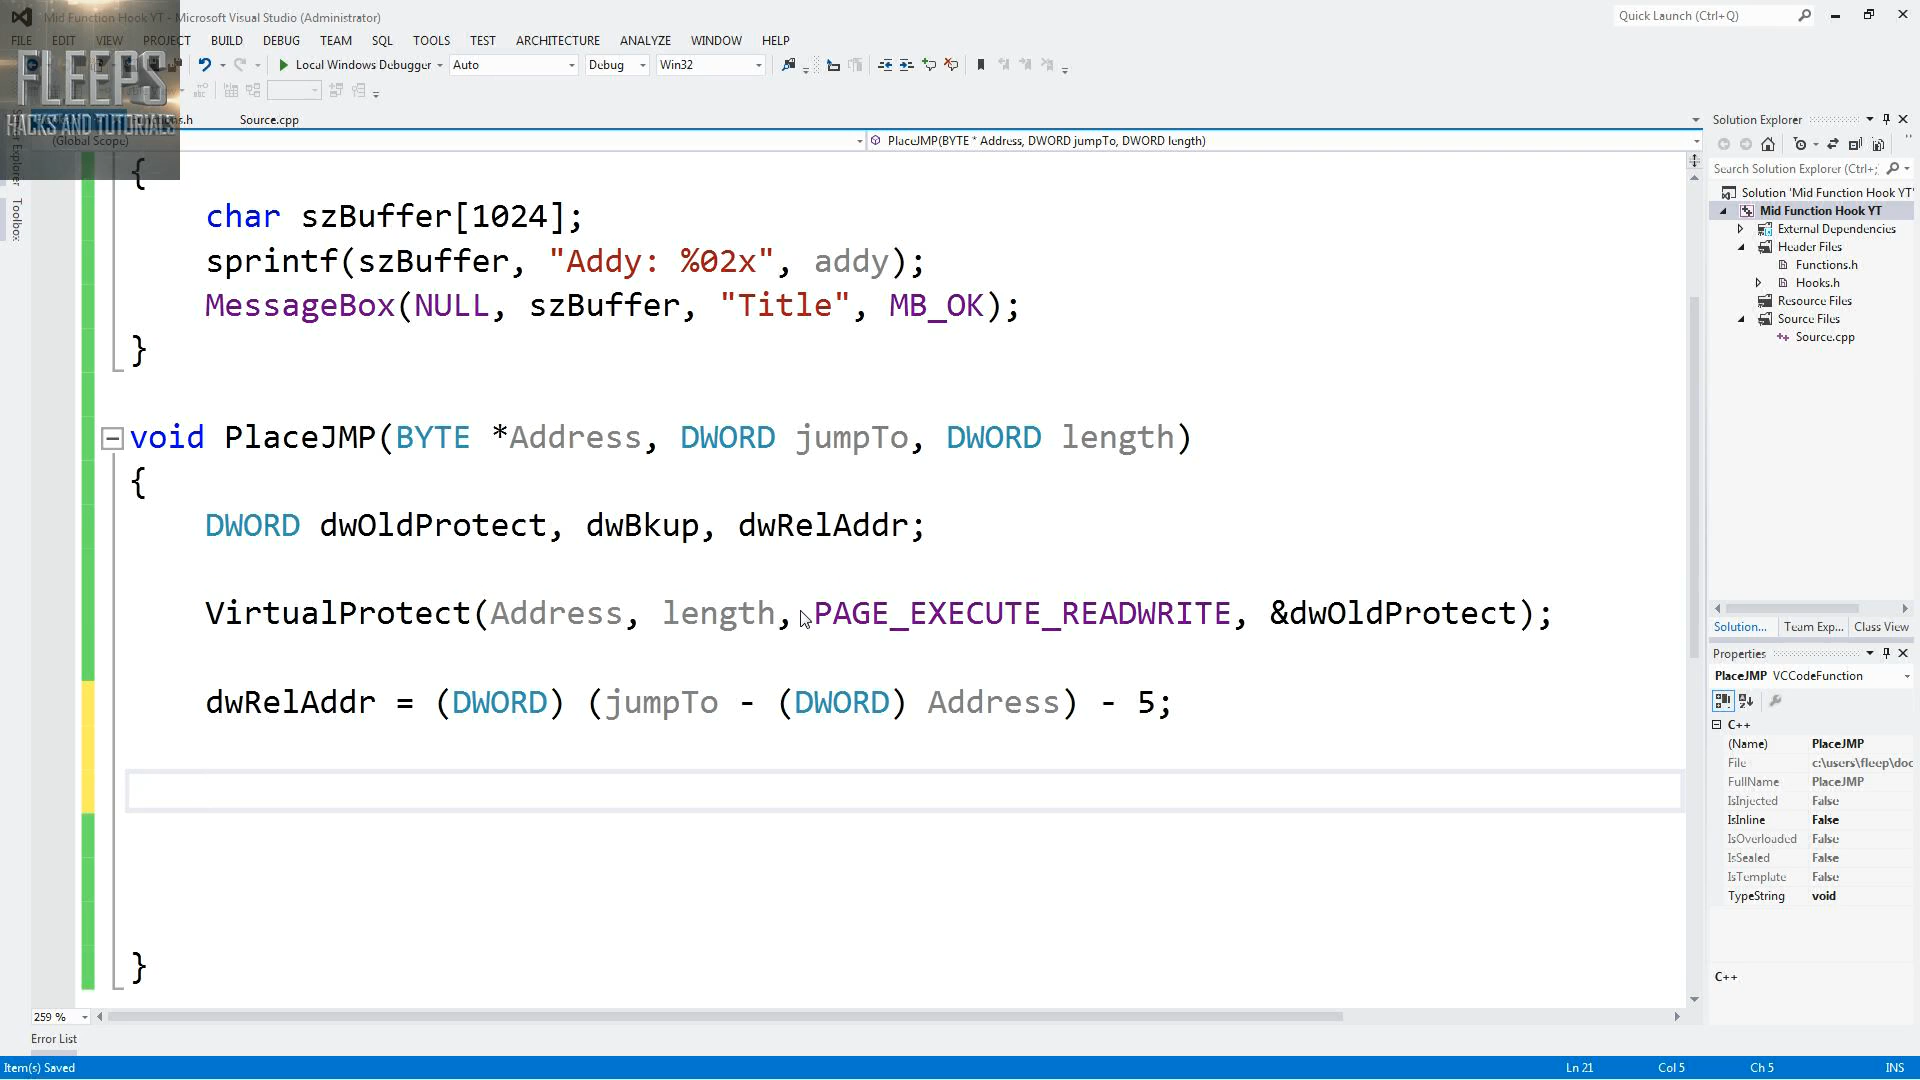 Mid Function Hook YT - Microsoft Visual Studio (Administrator)
Quick Launch (Ctrl+Q)
FILE EDIT VIEW PROJECT BUILD DEBUG TEAM SQL TOOLS TEST ARCHITECTURE ANALYZE WINDOW HELP
Local Windows Debugger Auto Debug Win32
FLEEPS
HACKS AND TUTORIALS
Functions.h Source.cpp
(Global Scope) PlaceJMP(BYTE * Address, DWORD jumpTo, DWORD length)
Toolbox
{
char szBuffer[1024];
sprintf(szBuffer, "Addy: %02x", addy);
MessageBox(NULL, szBuffer, "Title", MB_OK);
}
void PlaceJMP(BYTE *Address, DWORD jumpTo, DWORD length)
{
DWORD dwOldProtect, dwBkup, dwRelAddr;
VirtualProtect(Address, length, PAGE_EXECUTE_READWRITE, &dwOldProtect);
dwRelAddr = (DWORD) (jumpTo - (DWORD) Address) - 5;
}
259 %
Error List
Item(s) Saved
Ln 21 Col 5 Ch 5 INS
Solution Explorer
Search Solution Explorer (Ctrl+;
Solution 'Mid Function Hook YT'
Mid Function Hook YT
External Dependencies
Header Files
Functions.h
Hooks.h
Resource Files
Source Files
Source.cpp
Solution... Team Exp... Class View
Properties
PlaceJMP VCCodeFunction
C++
(Name) PlaceJMP
File c:\users\fleep\doc
FullName PlaceJMP
IsInjected False
IsInline False
IsOverloaded False
IsSealed False
IsTemplate False
TypeString void
C++